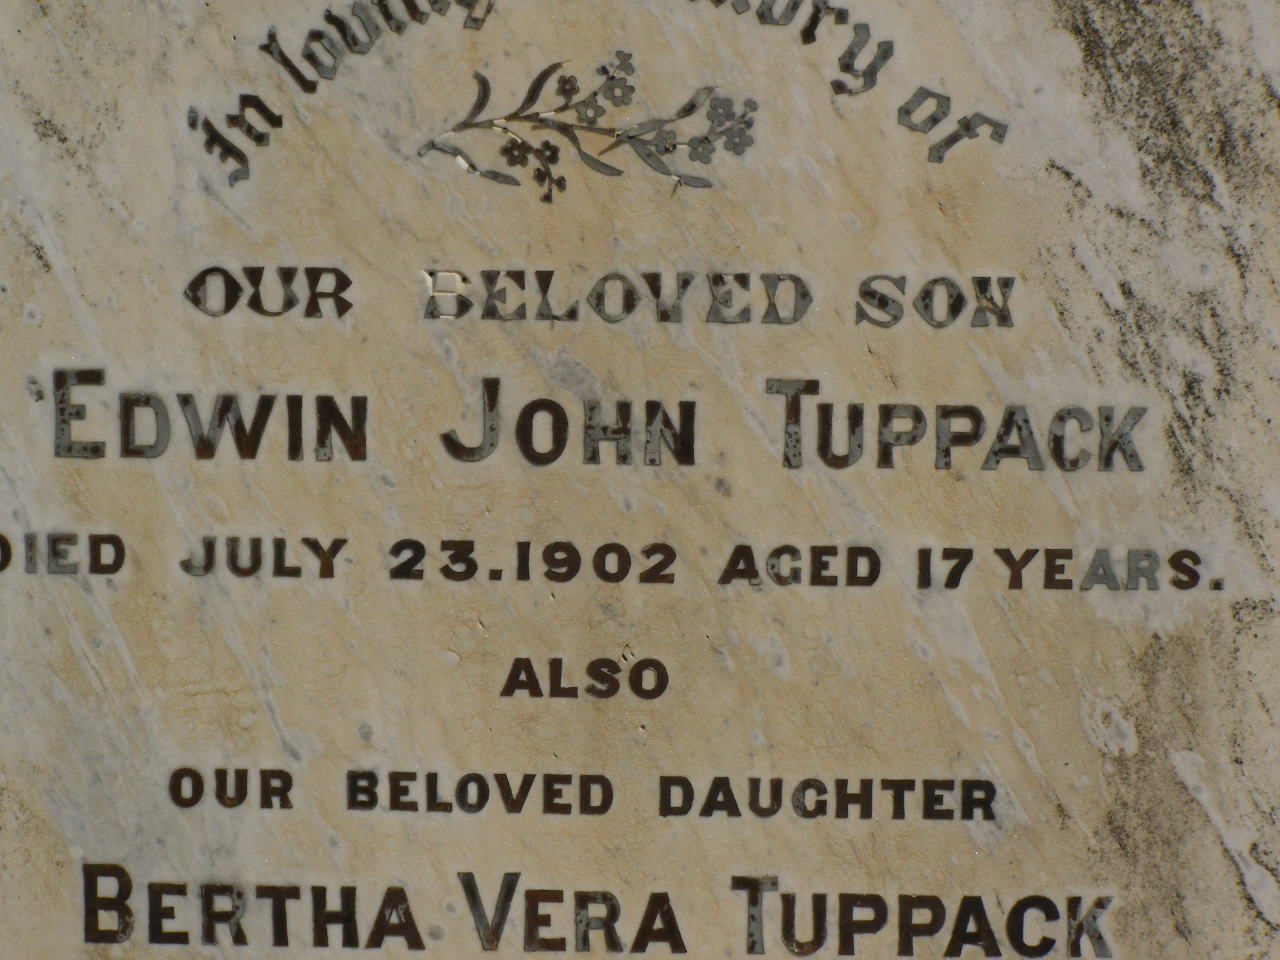 In loving memory of
OUR BELOVED SON
EDWIN JOHN TUPPACK
DIED JULY 23.1902 AGED 17 YEARS.
ALSO
OUR BELOVED DAUGHTER
BERTHA VERA TUPPACK